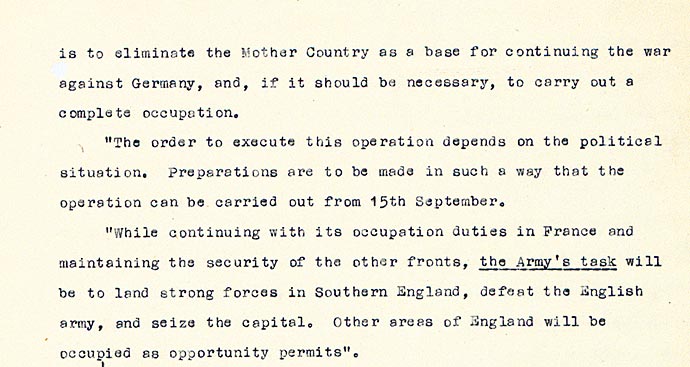 is to eliminate the Mother Country as a base for continuing the war
against Germany, and, if it should be necessary, to carry out a
complete occupation.
"The order to execute this operation depends on the political
situation. Preparations are to be made in such a way that the
operation can be carried out from 15th September.
"While continuing with its occupation duties in France and
maintaining the security of the other fronts, the Army's task will
be to land strong forces in Southern England, defeat the English
army, and seize the capital. Other areas of England will be
occupied as opportunity permits".